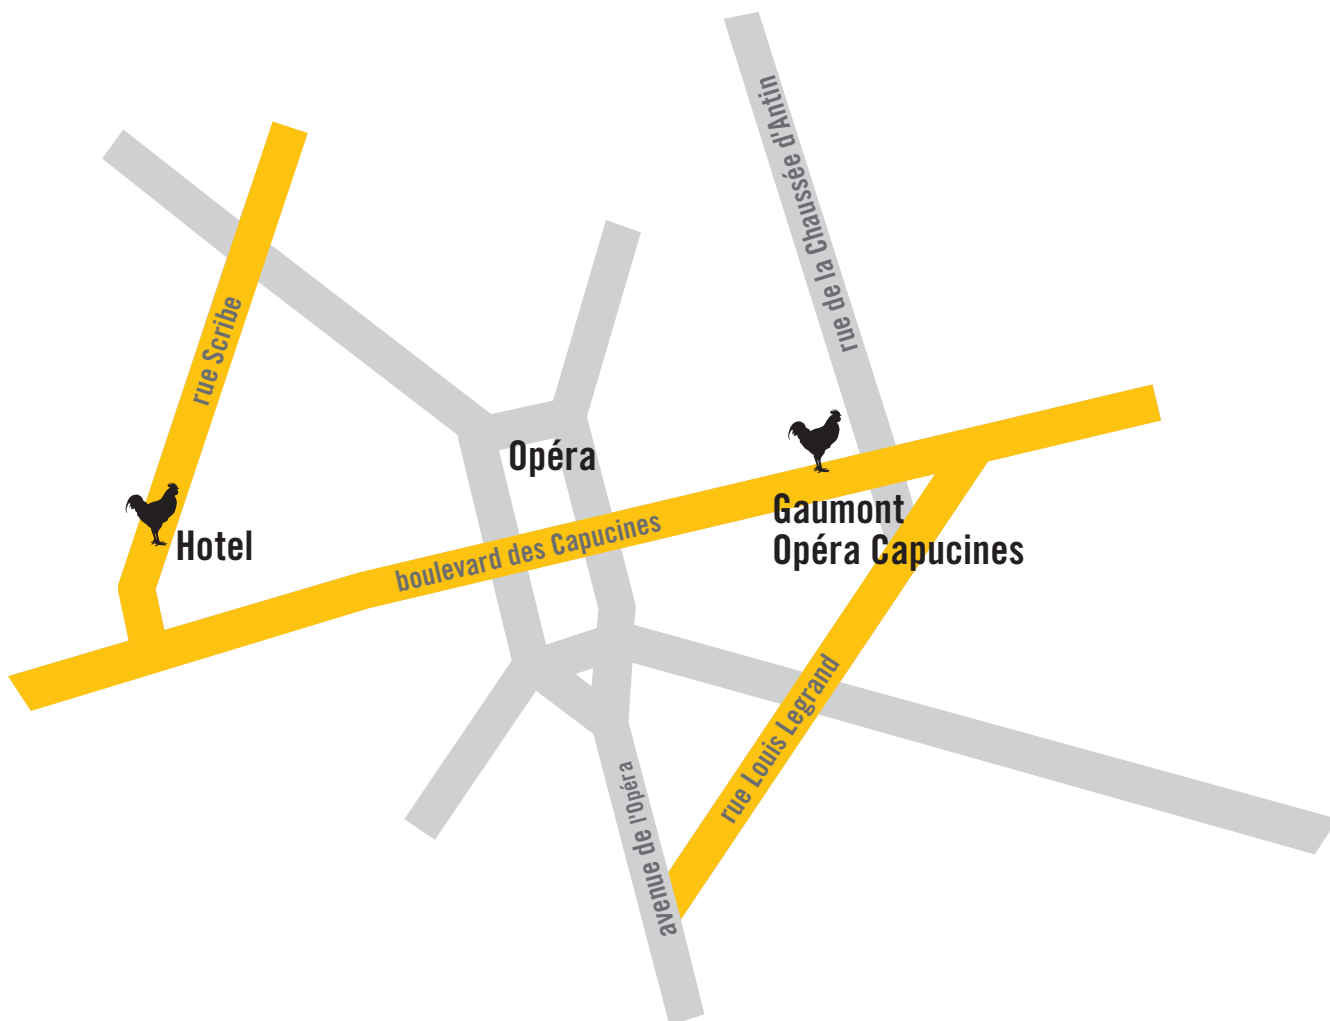 rue de la Chaussée d'Antin
rue Scribe
Opéra
Gaumont
Opéra Capucines
Hotel
boulevard des Capucines
rue Louis Legrand
avenue de l'Opéra